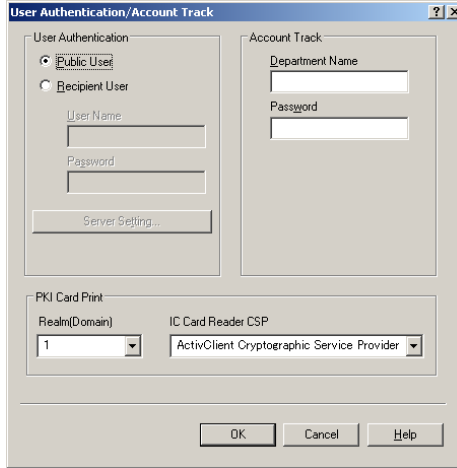 User Authentication/Account Track
User Authentication
Public User
Recipient User
User Name
Password
Server Setting...
Account Track
Department Name
Password
PKI Card Print
Realm(Domain)
IC Card Reader CSP
1
ActivClient Cryptographic Service Provider
OK
Cancel
Help